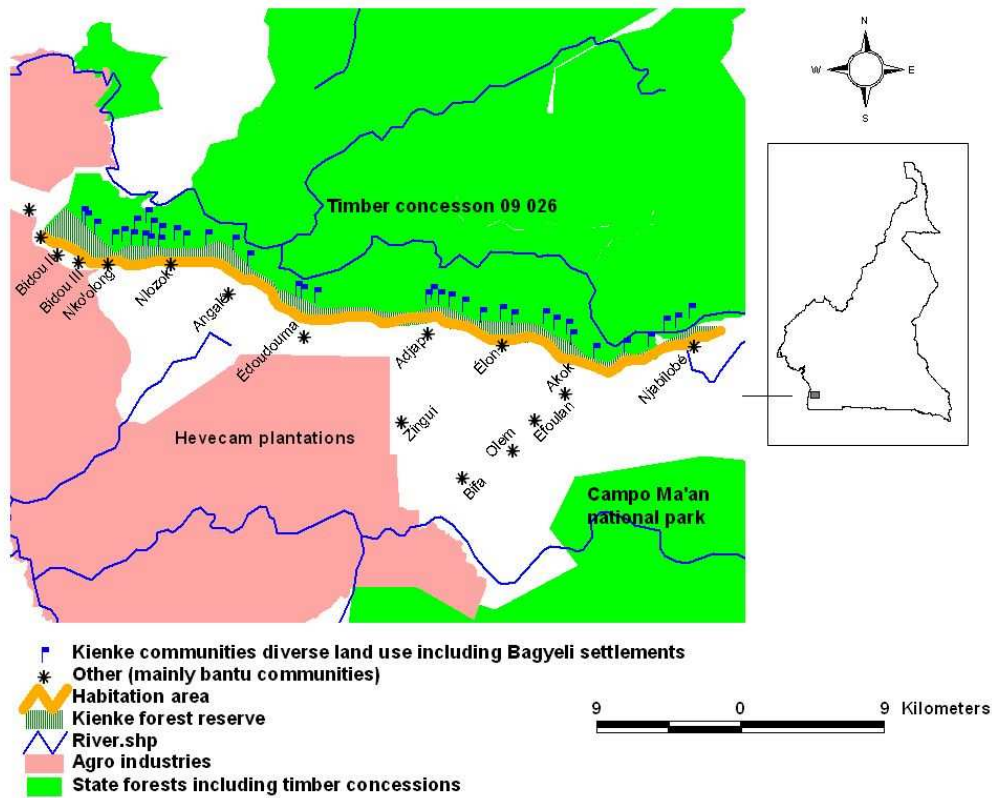 N
W E
S
Timber concesson 09 026
Bidou II
Bidou III
Nko'olong
Nlozok
Angalé
Édoudouma
Adjap
Élon
Akok
Njabilobé
Zingui
Efoulan
Olem
Bifa
Hevecam plantations
Campo Ma'an
national park
Kienke communities diverse land use including Bagyeli settlements
Other (mainly bantu communities)
Habitation area
Kienke forest reserve
River.shp
Agro industries
State forests including timber concessions
9 0 9 Kilometers